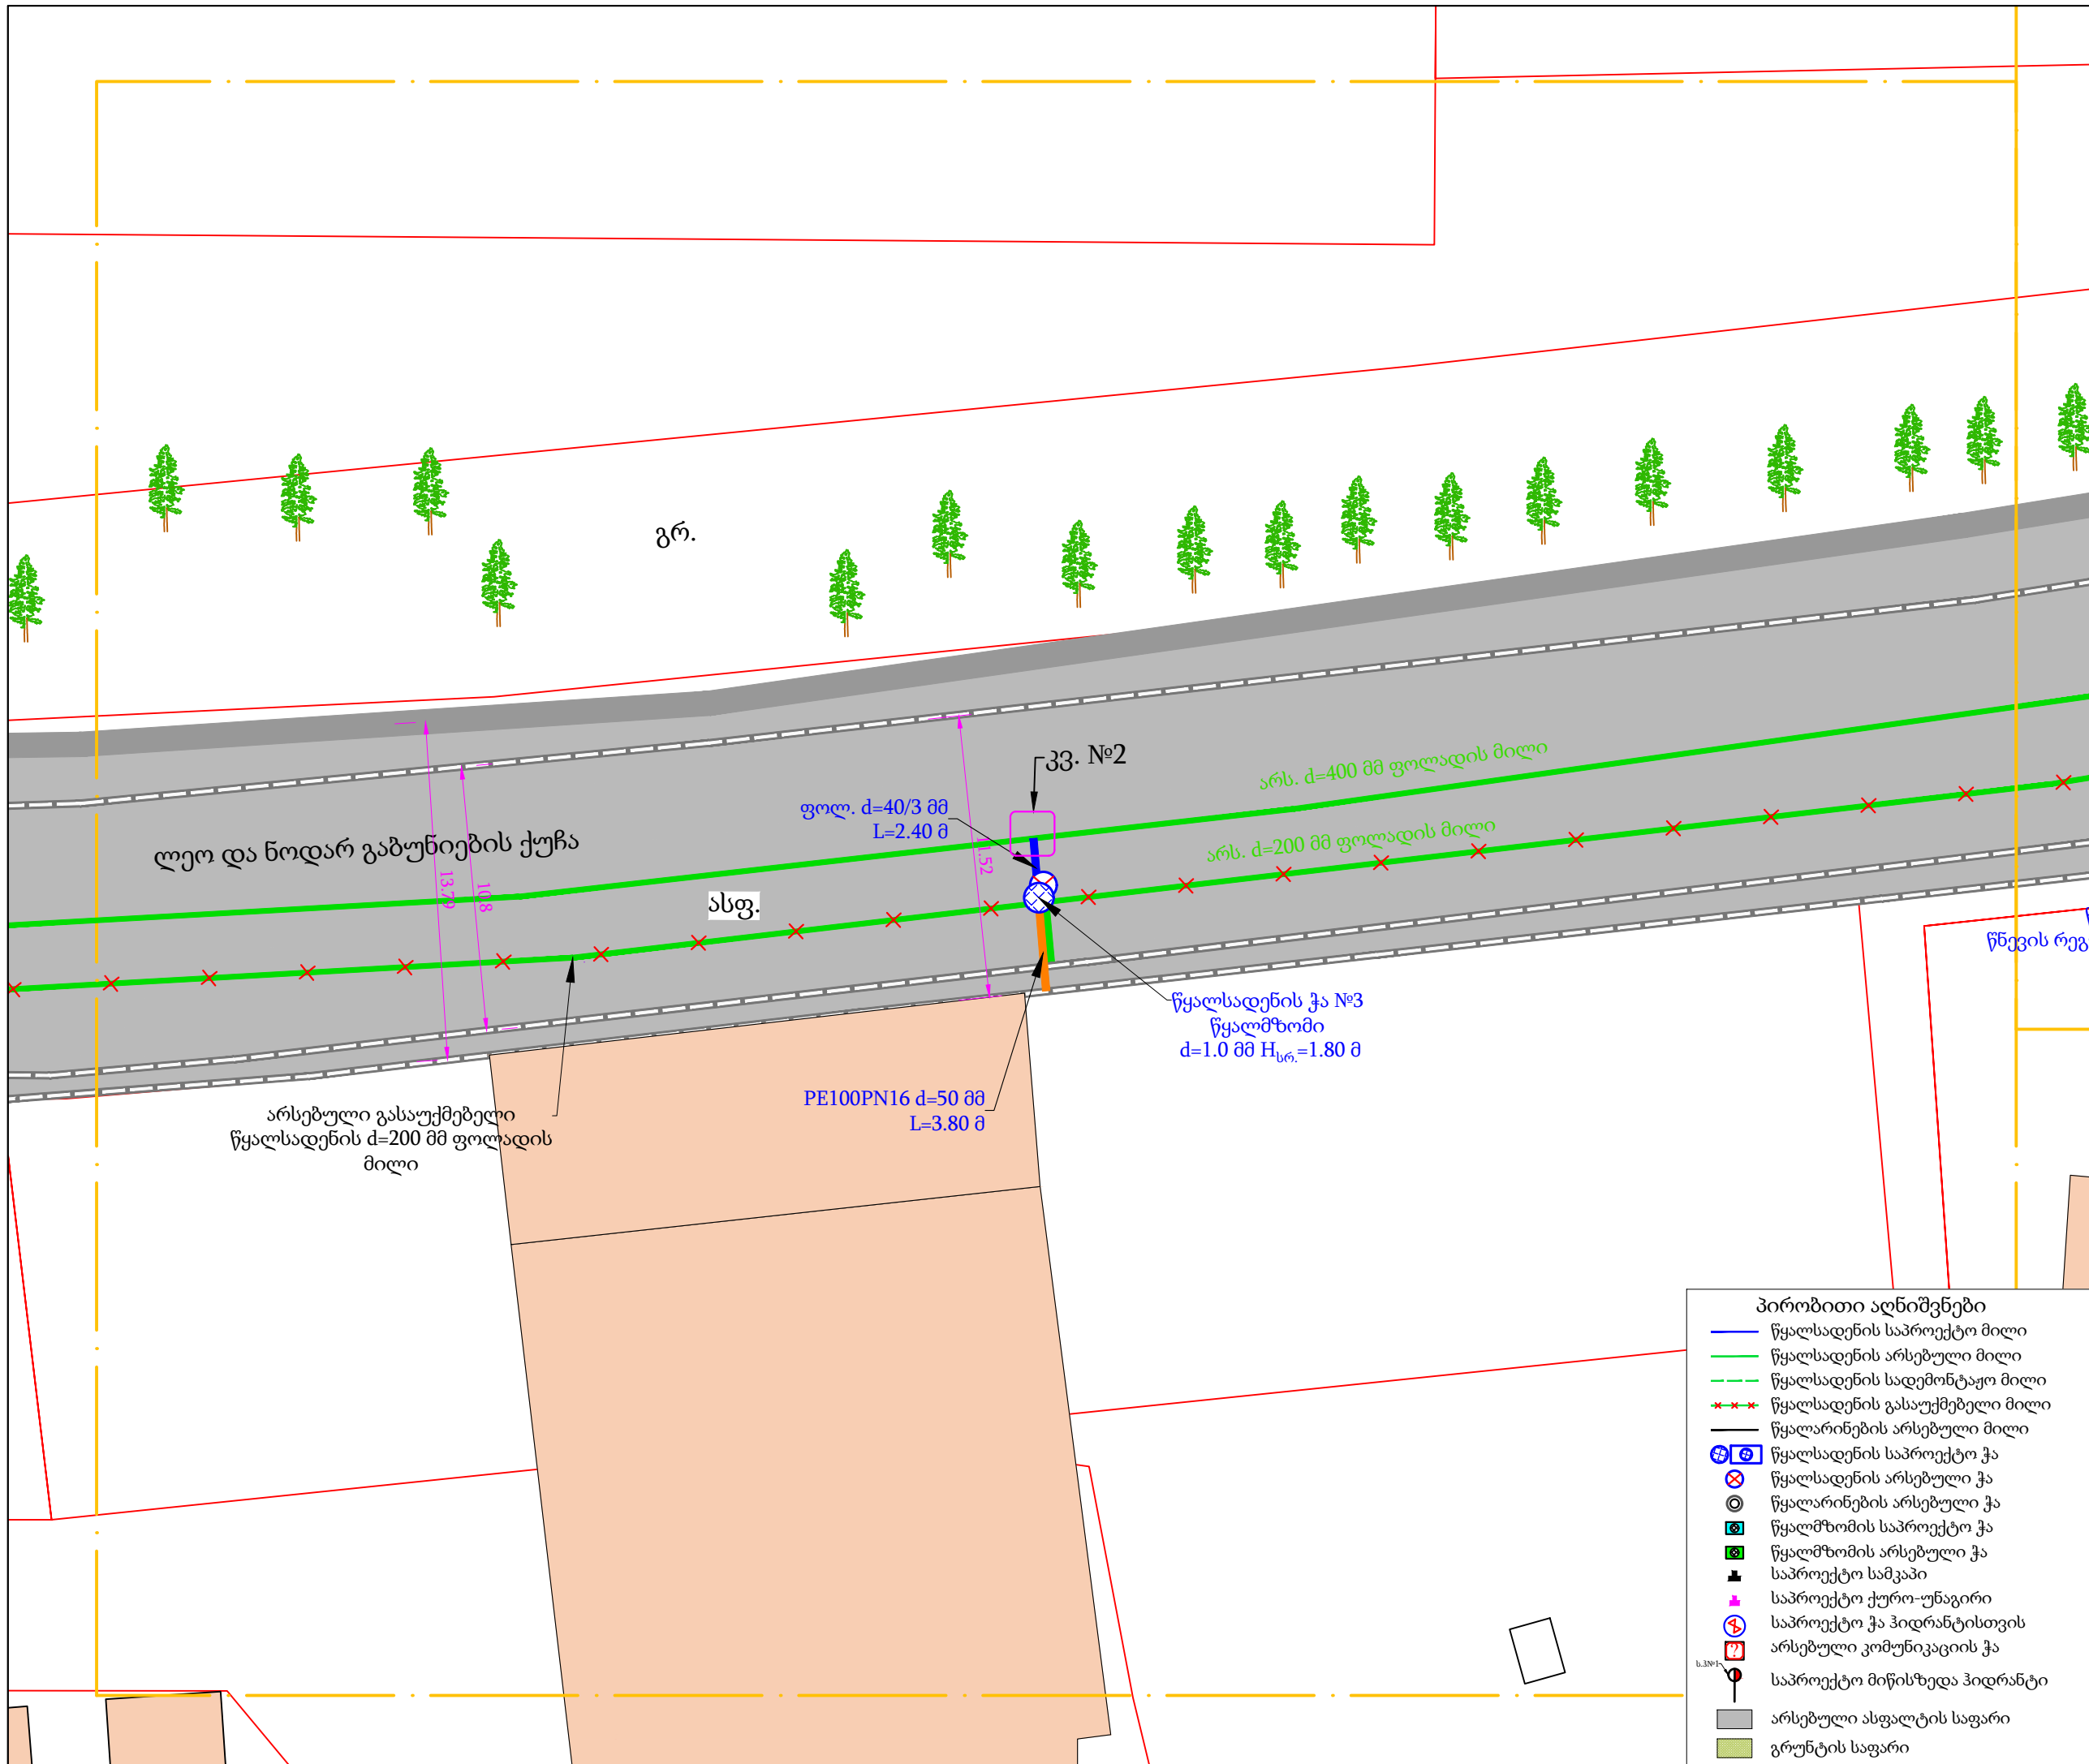 გრ.
კვ. №2
არს. d=400 მმ ფოლადის მილი
ფოლ. d=40/3 მმ
L=2.40 მ
არს. d=200 მმ ფოლადის მილი
ლეო და ნოდარ გაბუნიების ქუჩა
13.79
10.8
11.52
ასფ.
წნევის რეგ
წყალსადენის ჭა №3
წყალმზომი
d=1.0 მმ Hსრ.=1.80 მ
PE100PN16 d=50 მმ
L=3.80 მ
არსებული გასაუქმებელი
წყალსადენის d=200 მმ ფოლადის
მილი
პირობითი აღნიშვნები
წყალსადენის საპროექტო მილი
წყალსადენის არსებული მილი
წყალსადენის სადემონტაჟო მილი
წყალსადენის გასაუქმებელი მილი
წყალარინების არსებული მილი
წყალსადენის საპროექტო ჭა
წყალსადენის არსებული ჭა
წყალარინების არსებული ჭა
წყალმზომის საპროექტო ჭა
წყალმზომის არსებული ჭა
საპროექტო სამკაპი
საპროექტო ქურო-უნაგირი
საპროექტო ჭა ჰიდრანტისთვის
არსებული კომუნიკაციის ჭა
საპროექტო მიწისზედა ჰიდრანტი
არსებული ასფალტის საფარი
გრუნტის საფარი